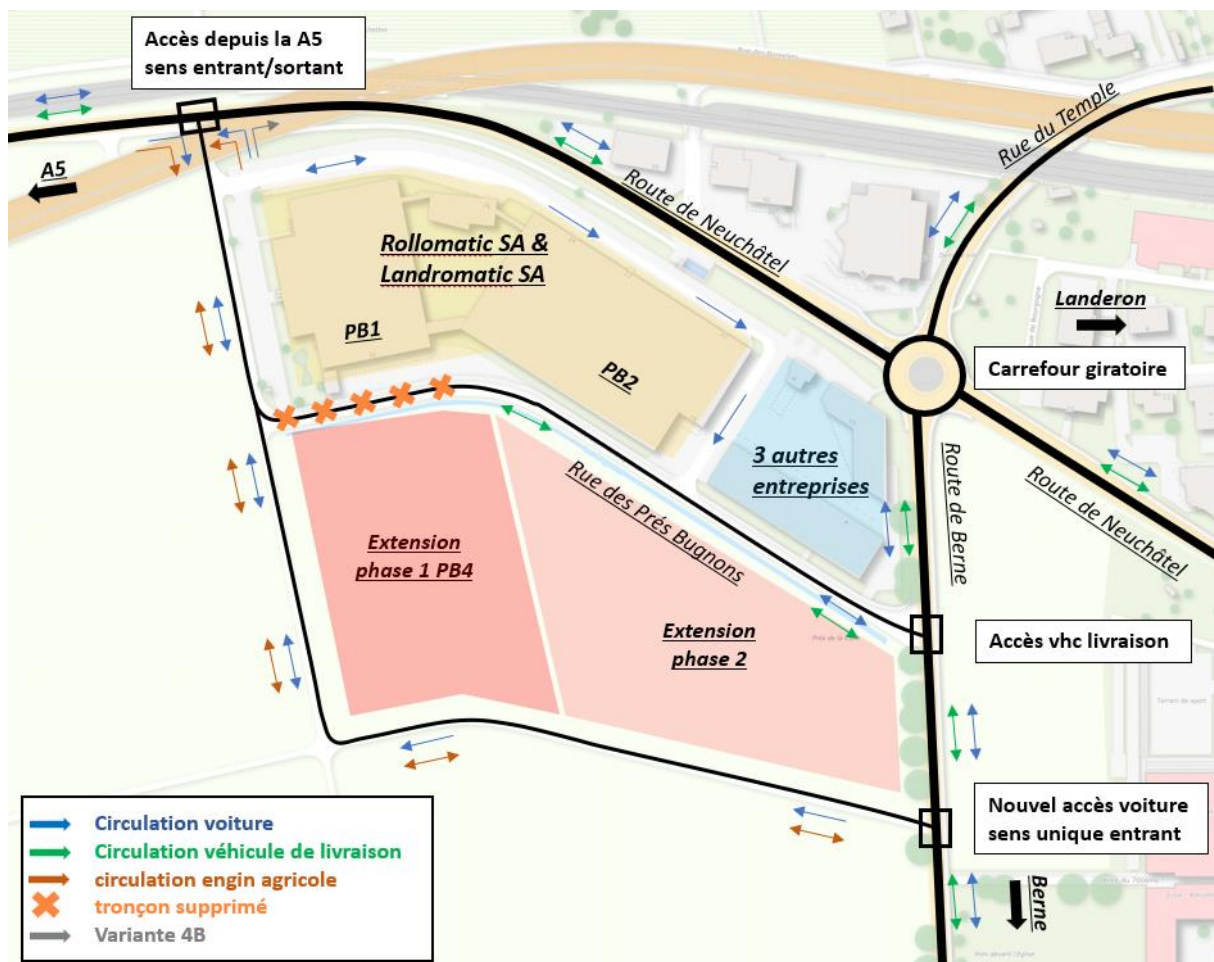 Accès depuis la A5
sens entrant/sortant
A5
Rue du Temple
Route de Neuchâtel
Rollomatic SA &
Landromatic SA
PB1
PB2
Landeron
Carrefour giratoire
3 autres
entreprises
Route de Berne
Route de Neuchâtel
Rue des Prés Bugnons
Extension
phase 1 PB4
Extension
phase 2
Accès vhc livraison
Terrain de sport
Nouvel accès voiture
sens unique entrant
Berne
Circulation voiture
Circulation véhicule de livraison
circulation engin agricole
tronçon supprimé
Variante 4B